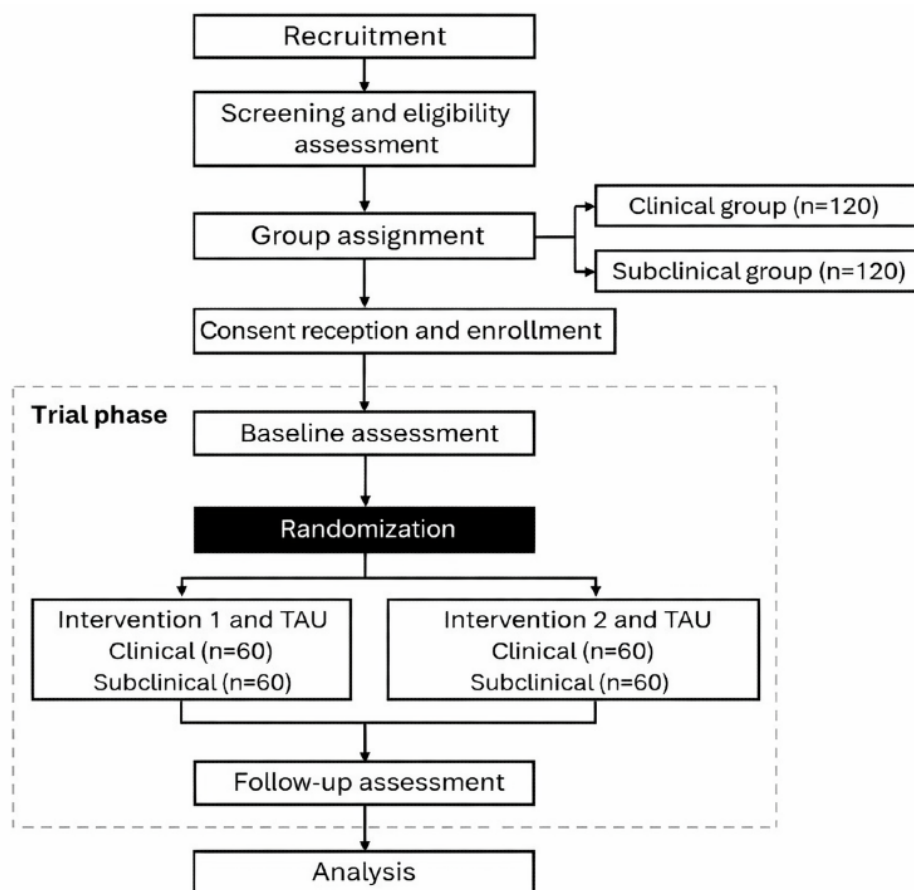 Recruitment
Screening and eligibility
assessment
Clinical group (n=120)
Group assignment
Subclinical group (n=120)
Consent reception and enrollment
Trial phase
Baseline assessment
Randomization
Intervention 1 and TAU
Clinical (n=60)
Subclinical (n=60)
Intervention 2 and TAU
Clinical (n=60)
Subclinical (n=60)
Follow-up assessment
Analysis